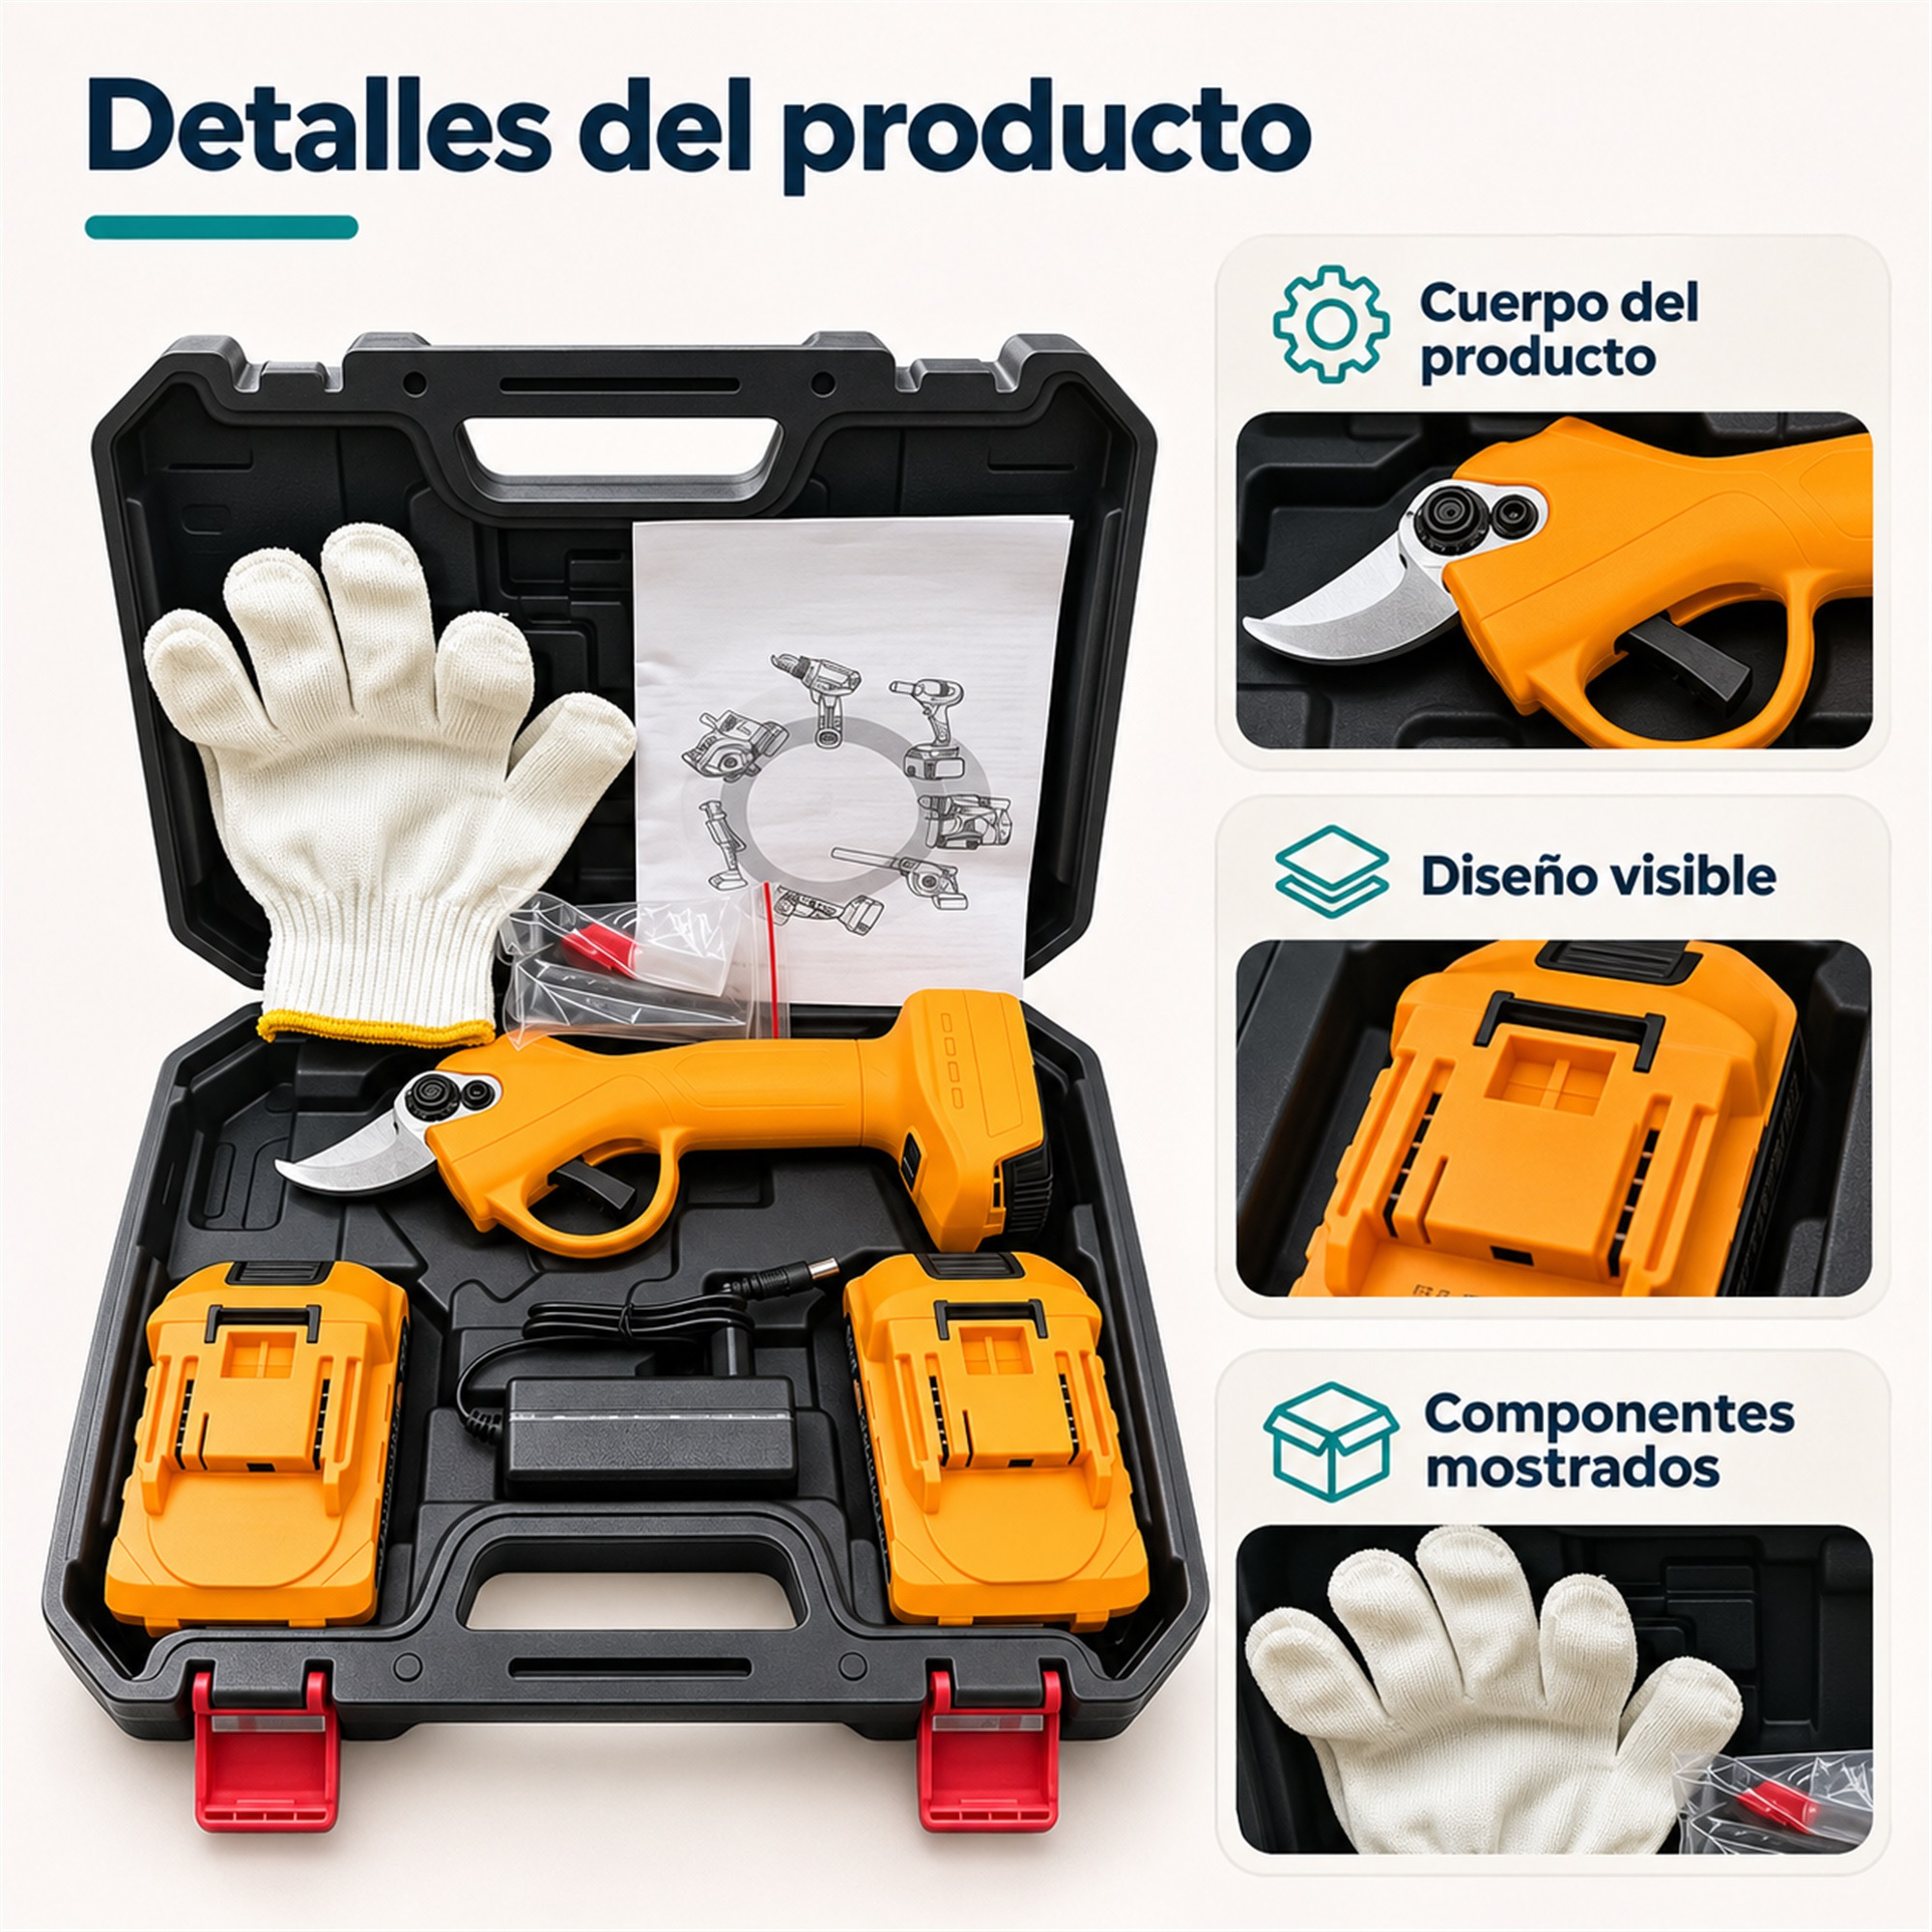 Detalles del producto
Cuerpo del
producto
Diseño visible
Componentes
mostrados